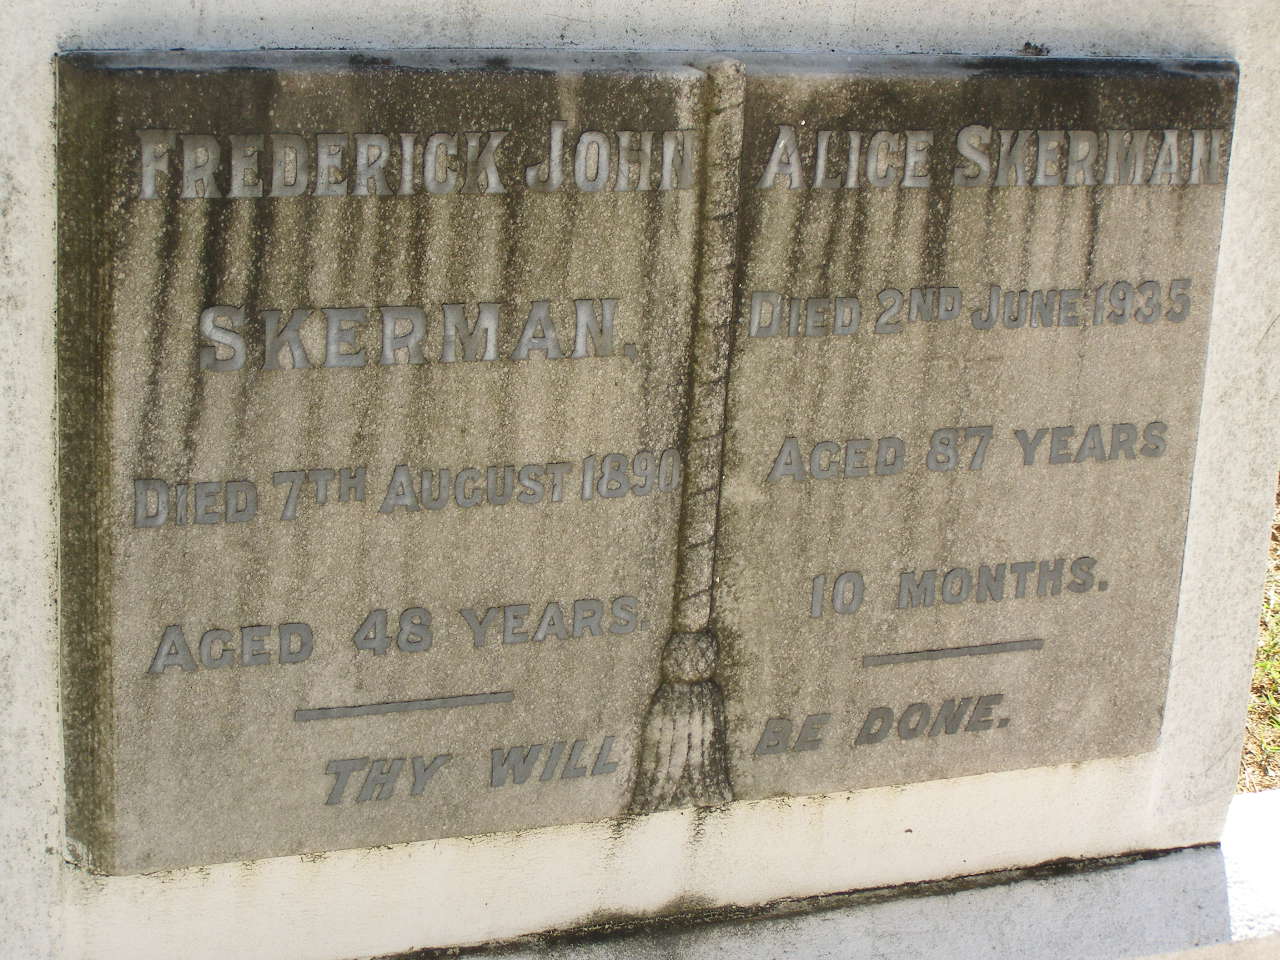 FREDERICK JOHN
SKERMAN.
DIED 7TH AUGUST 1890
AGED 48 YEARS.
THY WILL
ALICE SKERMAN
DIED 2ND JUNE 1935
AGED 87 YEARS
10 MONTHS.
BE DONE.